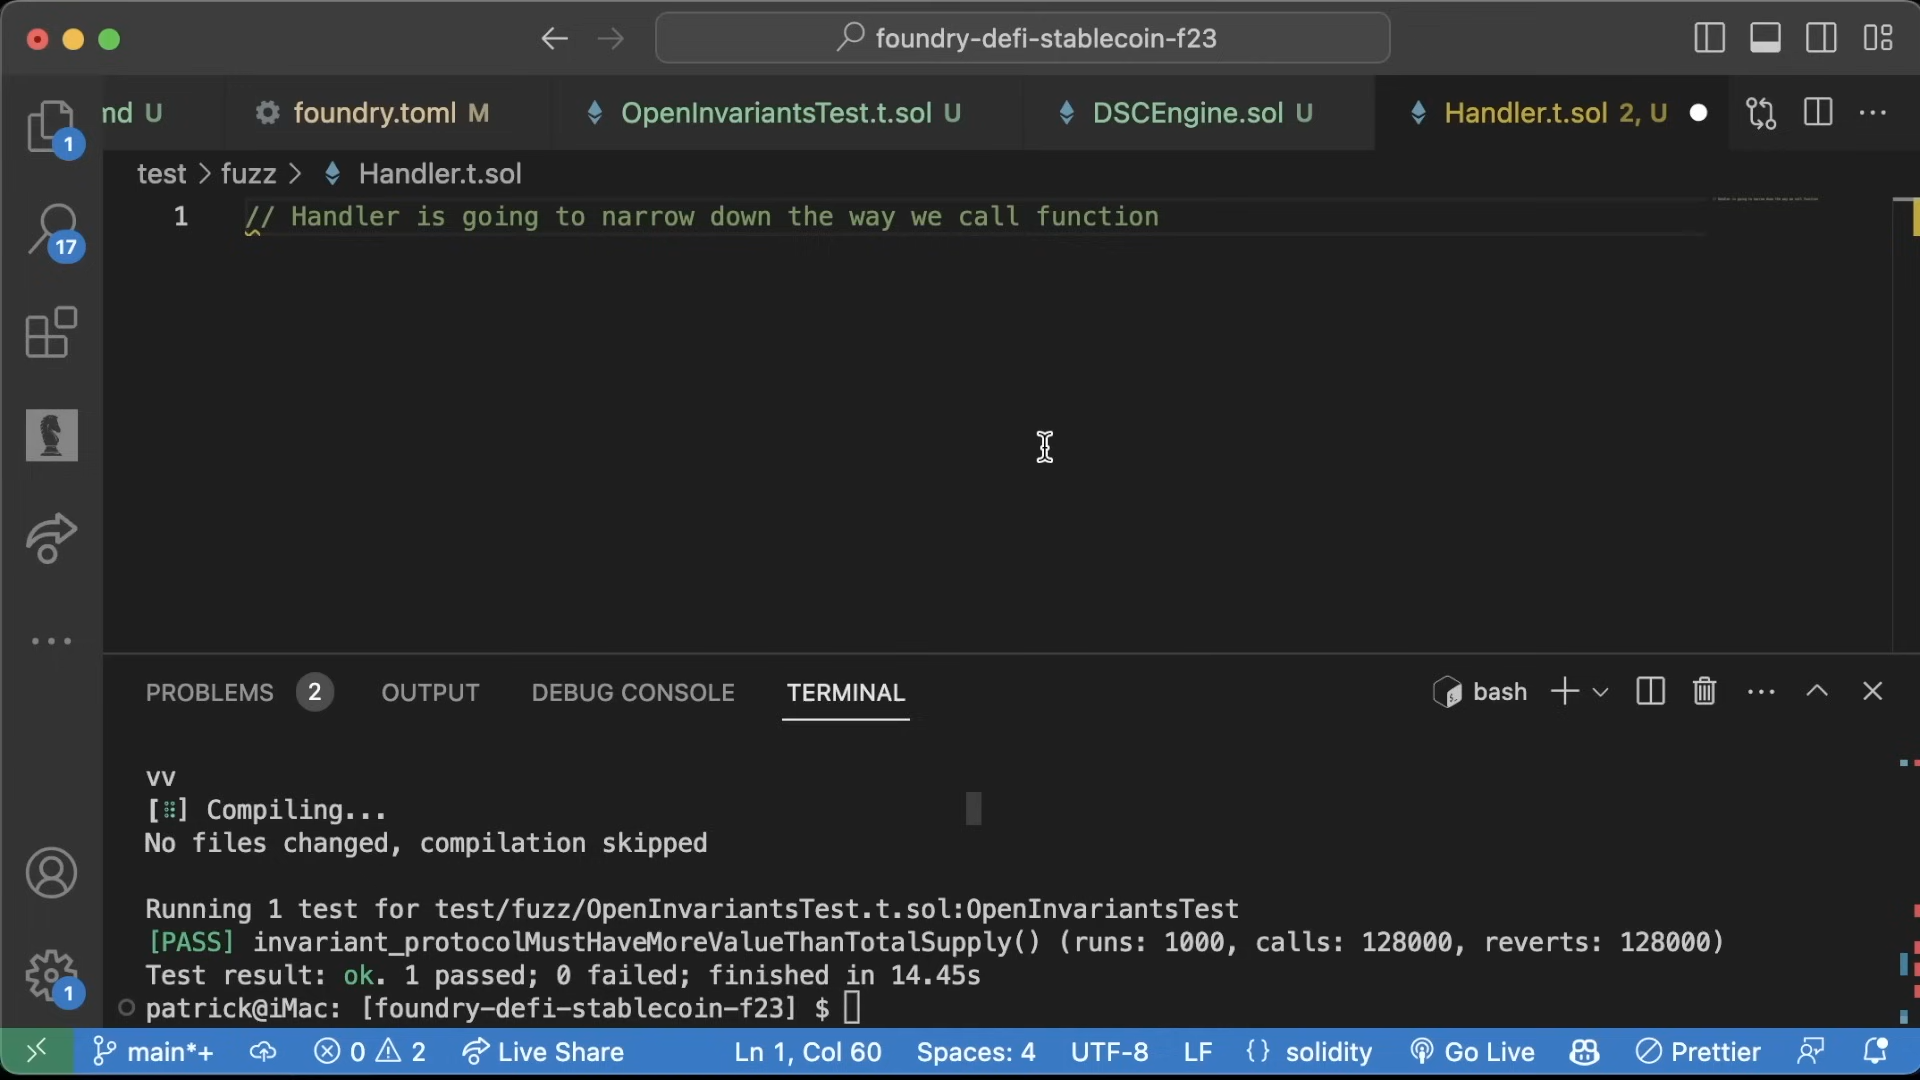 foundry-defi-stablecoin-f23
md U
foundry.toml M
OpenInvariantsTest.t.sol U
DSCEngine.sol U
Handler.t.sol 2, U
test > fuzz > Handler.t.sol
1 // Handler is going to narrow down the way we call function
1
17
PROBLEMS 2 OUTPUT DEBUG CONSOLE TERMINAL
bash
vv
[⠿] Compiling...
No files changed, compilation skipped
Running 1 test for test/fuzz/OpenInvariantsTest.t.sol:OpenInvariantsTest
[PASS] invariant_protocolMustHaveMoreValueThanTotalSupply() (runs: 1000, calls: 128000, reverts: 128000)
Test result: ok. 1 passed; 0 failed; finished in 14.45s
patrick@iMac: [foundry-defi-stablecoin-f23] $
1
main*+ 0 2 Live Share Ln 1, Col 60 Spaces: 4 UTF-8 LF {} solidity Go Live Prettier